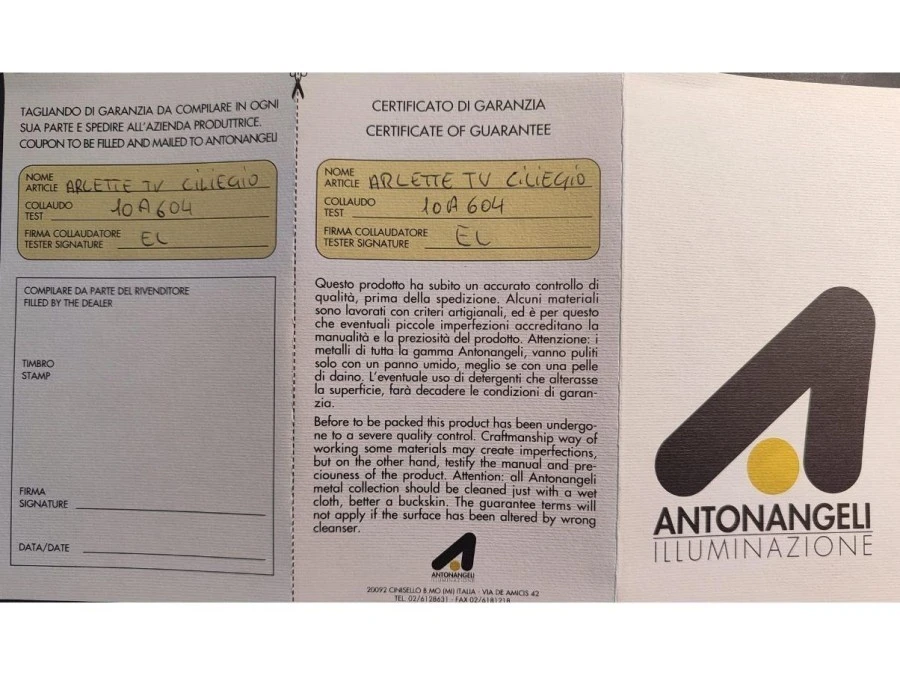 TAGLIANDO DI GARANZIA DA COMPILARE IN OGNI
SUA PARTE E SPEDIRE ALL'AZIENDA PRODUTTRICE.
COUPON TO BE FILLED AND MAILED TO ANTONANGELI
NOME
ARTICLE ARLETTE TV CILIEGIO
COLLAUDO
TEST 10A604
FIRMA COLLAUDATORE
TESTER SIGNATURE EL
COMPILARE DA PARTE DEL RIVENDITORE
FILLED BY THE DEALER
TIMBRO
STAMP
FIRMA
SIGNATURE
DATA/DATE
CERTIFICATO DI GARANZIA
CERTIFICATE OF GUARANTEE
NOME
ARTICLE ARLETTE TV CILIEGIO
COLLAUDO
TEST 10A604
FIRMA COLLAUDATORE
TESTER SIGNATURE EL
Questo prodotto ha subito un accurato controllo di
qualità, prima della spedizione. Alcuni materiali
sono lavorati con criteri artigianali, ed è per questo
che eventuali piccole imperfezioni accreditano la
manualità e la preziosità del prodotto. Attenzione: i
metalli di tutta la gamma Antonangeli, vanno puliti
solo con un panno umido, meglio se con una pelle
di daino. L'eventuale uso di detergenti che alterasse
la superficie, farà decadere le condizioni di garan-
zia.
Before to be packed this product has been undergo-
ne to a severe quality control. Craftmanship way of
working some materials may create imperfections,
but on the other hand, testify the manual and pre-
ciouness of the product. Attention: all Antonangeli
metal collection should be cleaned just with a wet
cloth, better a buckskin. The guarantee terms will
not apply if the surface has been altered by wrong
cleanser.
ANTONANGELI
ILLUMINAZIONE
20092 CINISELLO B.MO (MI) ITALIA - VIA DE AMICIS 42
TEL. 02/6128631 - FAX 02/6181218
ANTONANGELI
ILLUMINAZIONE